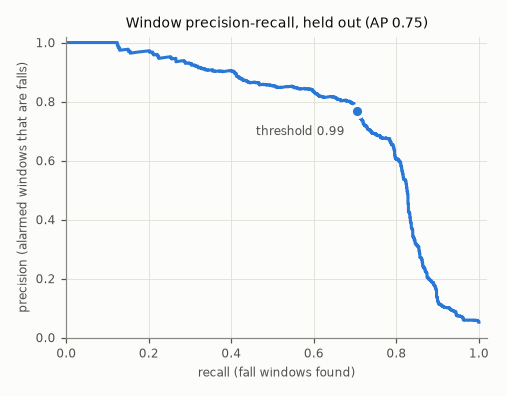 Window precision-recall, held out (AP 0.75)
precision (alarmed windows that are falls)
1.0
0.8
0.6
0.4
0.2
0.0
threshold 0.99
0.0 0.2 0.4 0.6 0.8 1.0
recall (fall windows found)